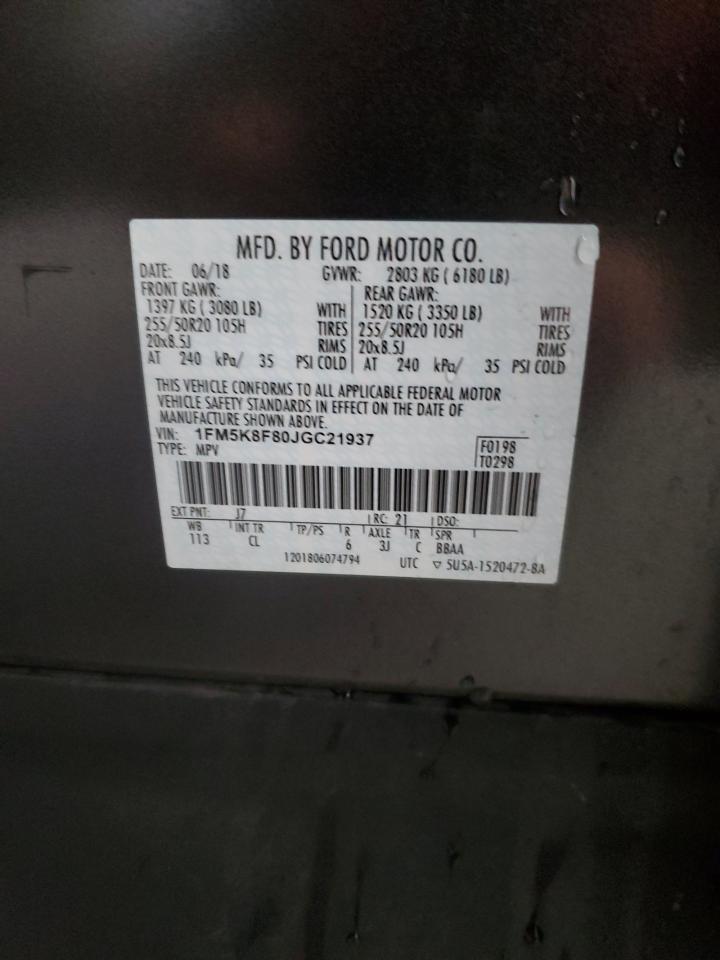 MFD. BY FORD MOTOR CO.
DATE: 06/18 GVWR: 2803 KG ( 6180 LB)
FRONT GAWR: REAR GAWR:
1397 KG ( 3080 LB) WITH 1520 KG ( 3350 LB) WITH
255/50R20 105H TIRES 255/50R20 105H TIRES
20x8.5J RIMS 20x8.5J RIMS
AT 240 kPa/ 35 PSI COLD AT 240 kPa/ 35 PSI COLD
THIS VEHICLE CONFORMS TO ALL APPLICABLE FEDERAL MOTOR
VEHICLE SAFETY STANDARDS IN EFFECT ON THE DATE OF
MANUFACTURE SHOWN ABOVE.
VIN: 1FM5K8F80JGC21937 F0198
TYPE: MPV T0298
EXT PNT: J7 RC: 21 DSO:
WB INT TR TP/PS R AXLE TR SPR
113 CL 6 3J C BBAA
1201806074794 UTC ▽ 5U5A-1520472-BA